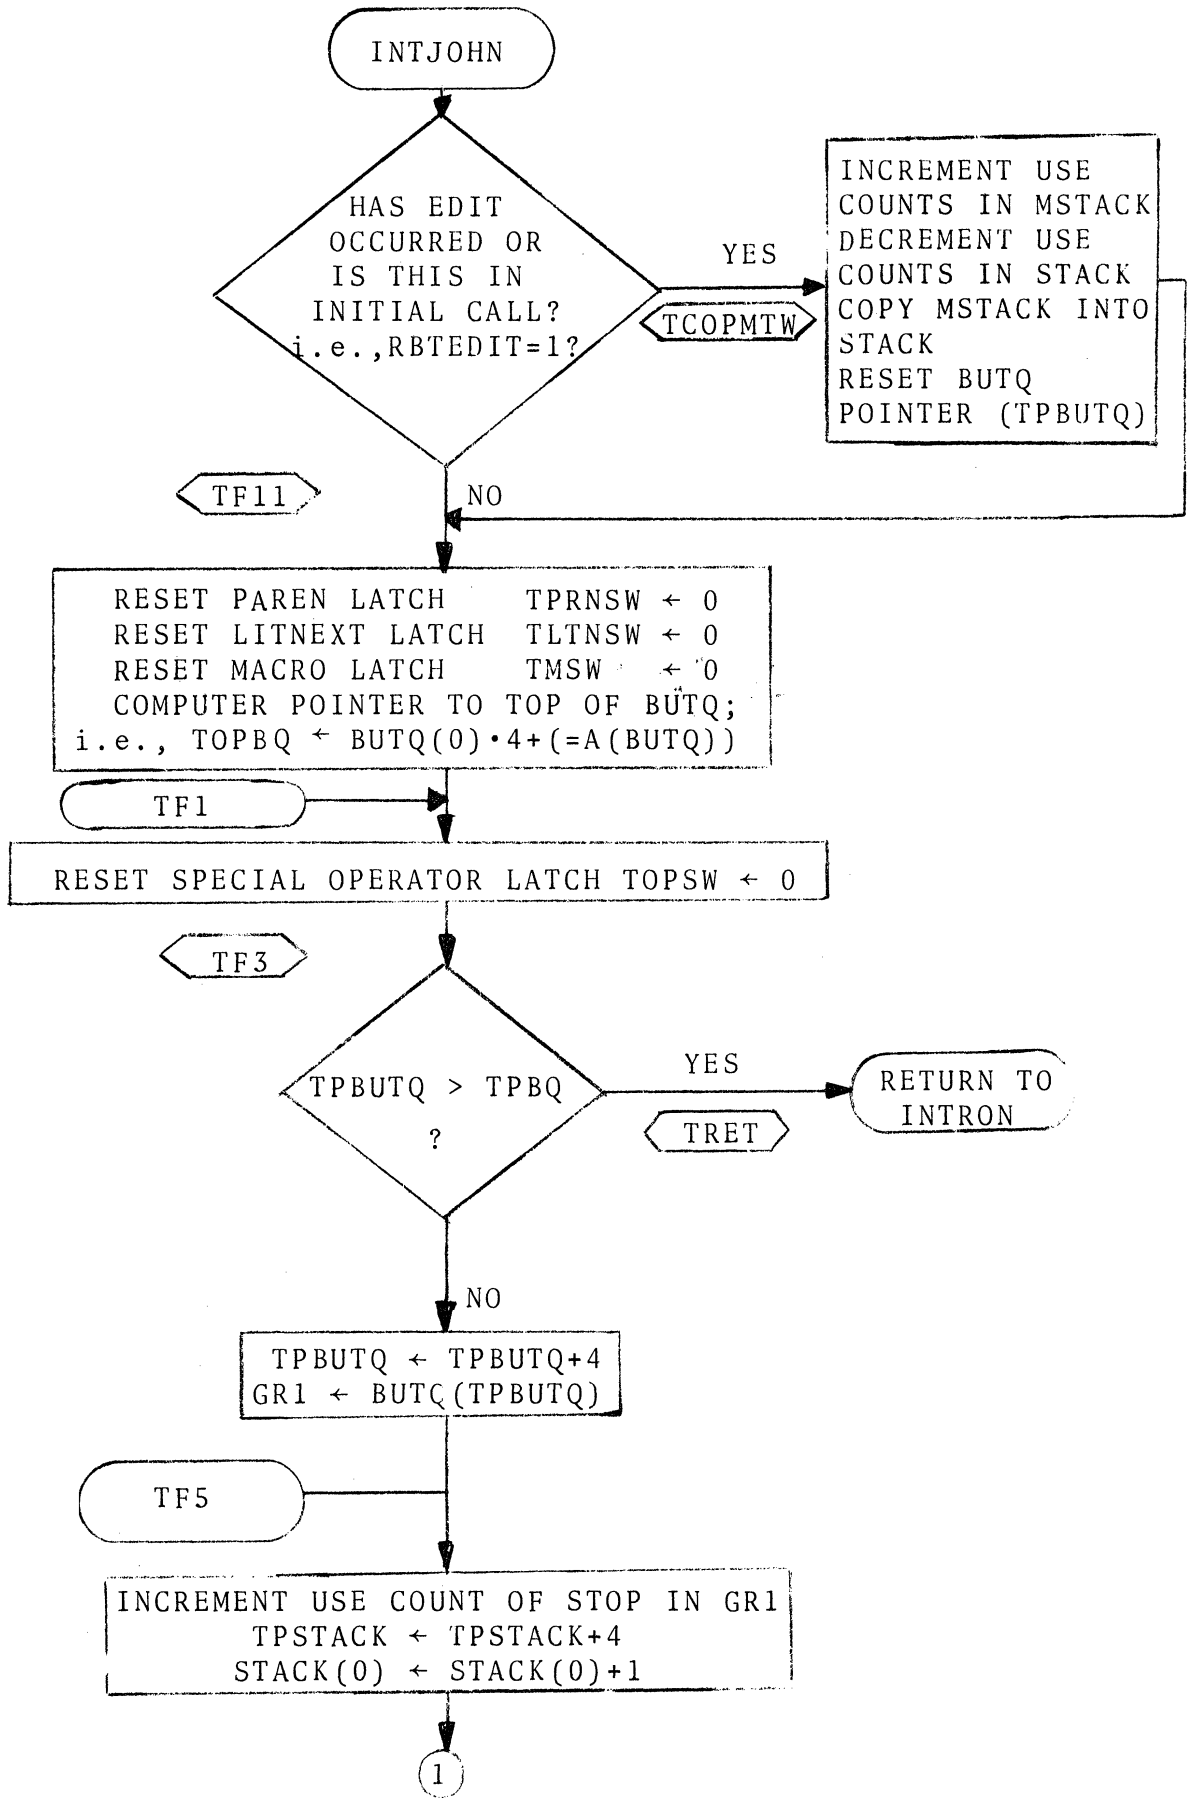 INTJOHN
HAS EDIT
OCCURRED OR
IS THIS IN
INITIAL CALL?
i.e.,RBTEDIT=1?
YES
TCOPMTW
INCREMENT USE
COUNTS IN MSTACK
DECREMENT USE
COUNTS IN STACK
COPY MSTACK INTO
STACK
RESET BUTQ
POINTER (TPBUTQ)
TF11
NO
RESET PAREN LATCH TPRNSW ← 0
RESET LITNEXT LATCH TLTNSW ← 0
RESET MACRO LATCH TMSW ← 0
COMPUTER POINTER TO TOP OF BUTQ;
i.e., TOPBQ ← BUTQ(0)•4+(=A(BUTQ))
TF1
RESET SPECIAL OPERATOR LATCH TOPSW ← 0
TF3
TPBUTQ > TPBQ
?
YES
TRET
RETURN TO
INTRON
NO
TPBUTQ ← TPBUTQ+4
GR1 ← BUTQ(TPBUTQ)
TF5
INCREMENT USE COUNT OF STOP IN GR1
TPSTACK ← TPSTACK+4
STACK(0) ← STACK(0)+1
1